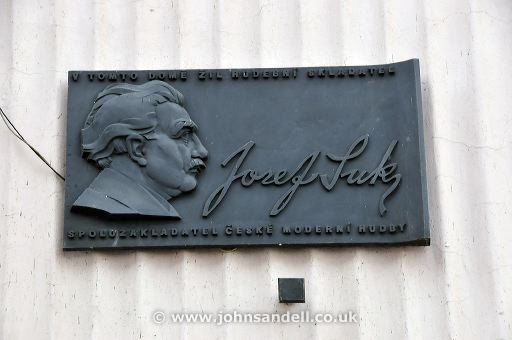 V TOMTO DOMĚ ŽIL HUDEBNÍ SKLADATEL
Josef Suk
SPOLUZAKLADATEL ČESKÉ MODERNÍ HUDBY
© www.johnsandell.co.uk